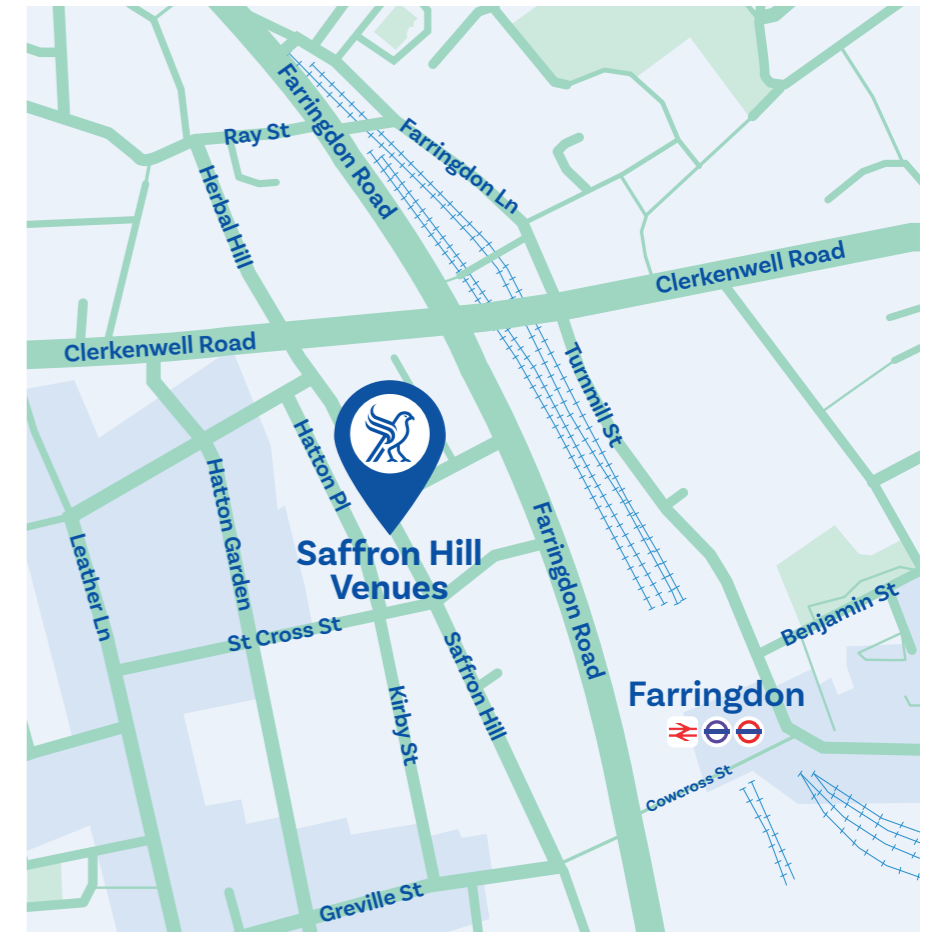 Farringdon Road
Ray St
Farringdon Ln
Herbal Hill
Clerkenwell Road
Clerkenwell Road
Turnmill St
Hatton Pl
Hatton Garden
Farringdon Road
Leather Ln
Saffron Hill
Venues
Benjamin St
St Cross St
Saffron Hill
Kirby St
Farringdon
Cowcross St
Greville St